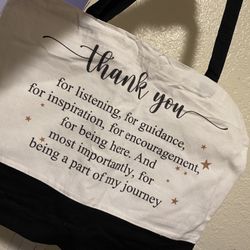 thank you
for listening, for guidance,
for inspiration, for encouragement,
for being here. And
most importantly, for
being a part of my journey